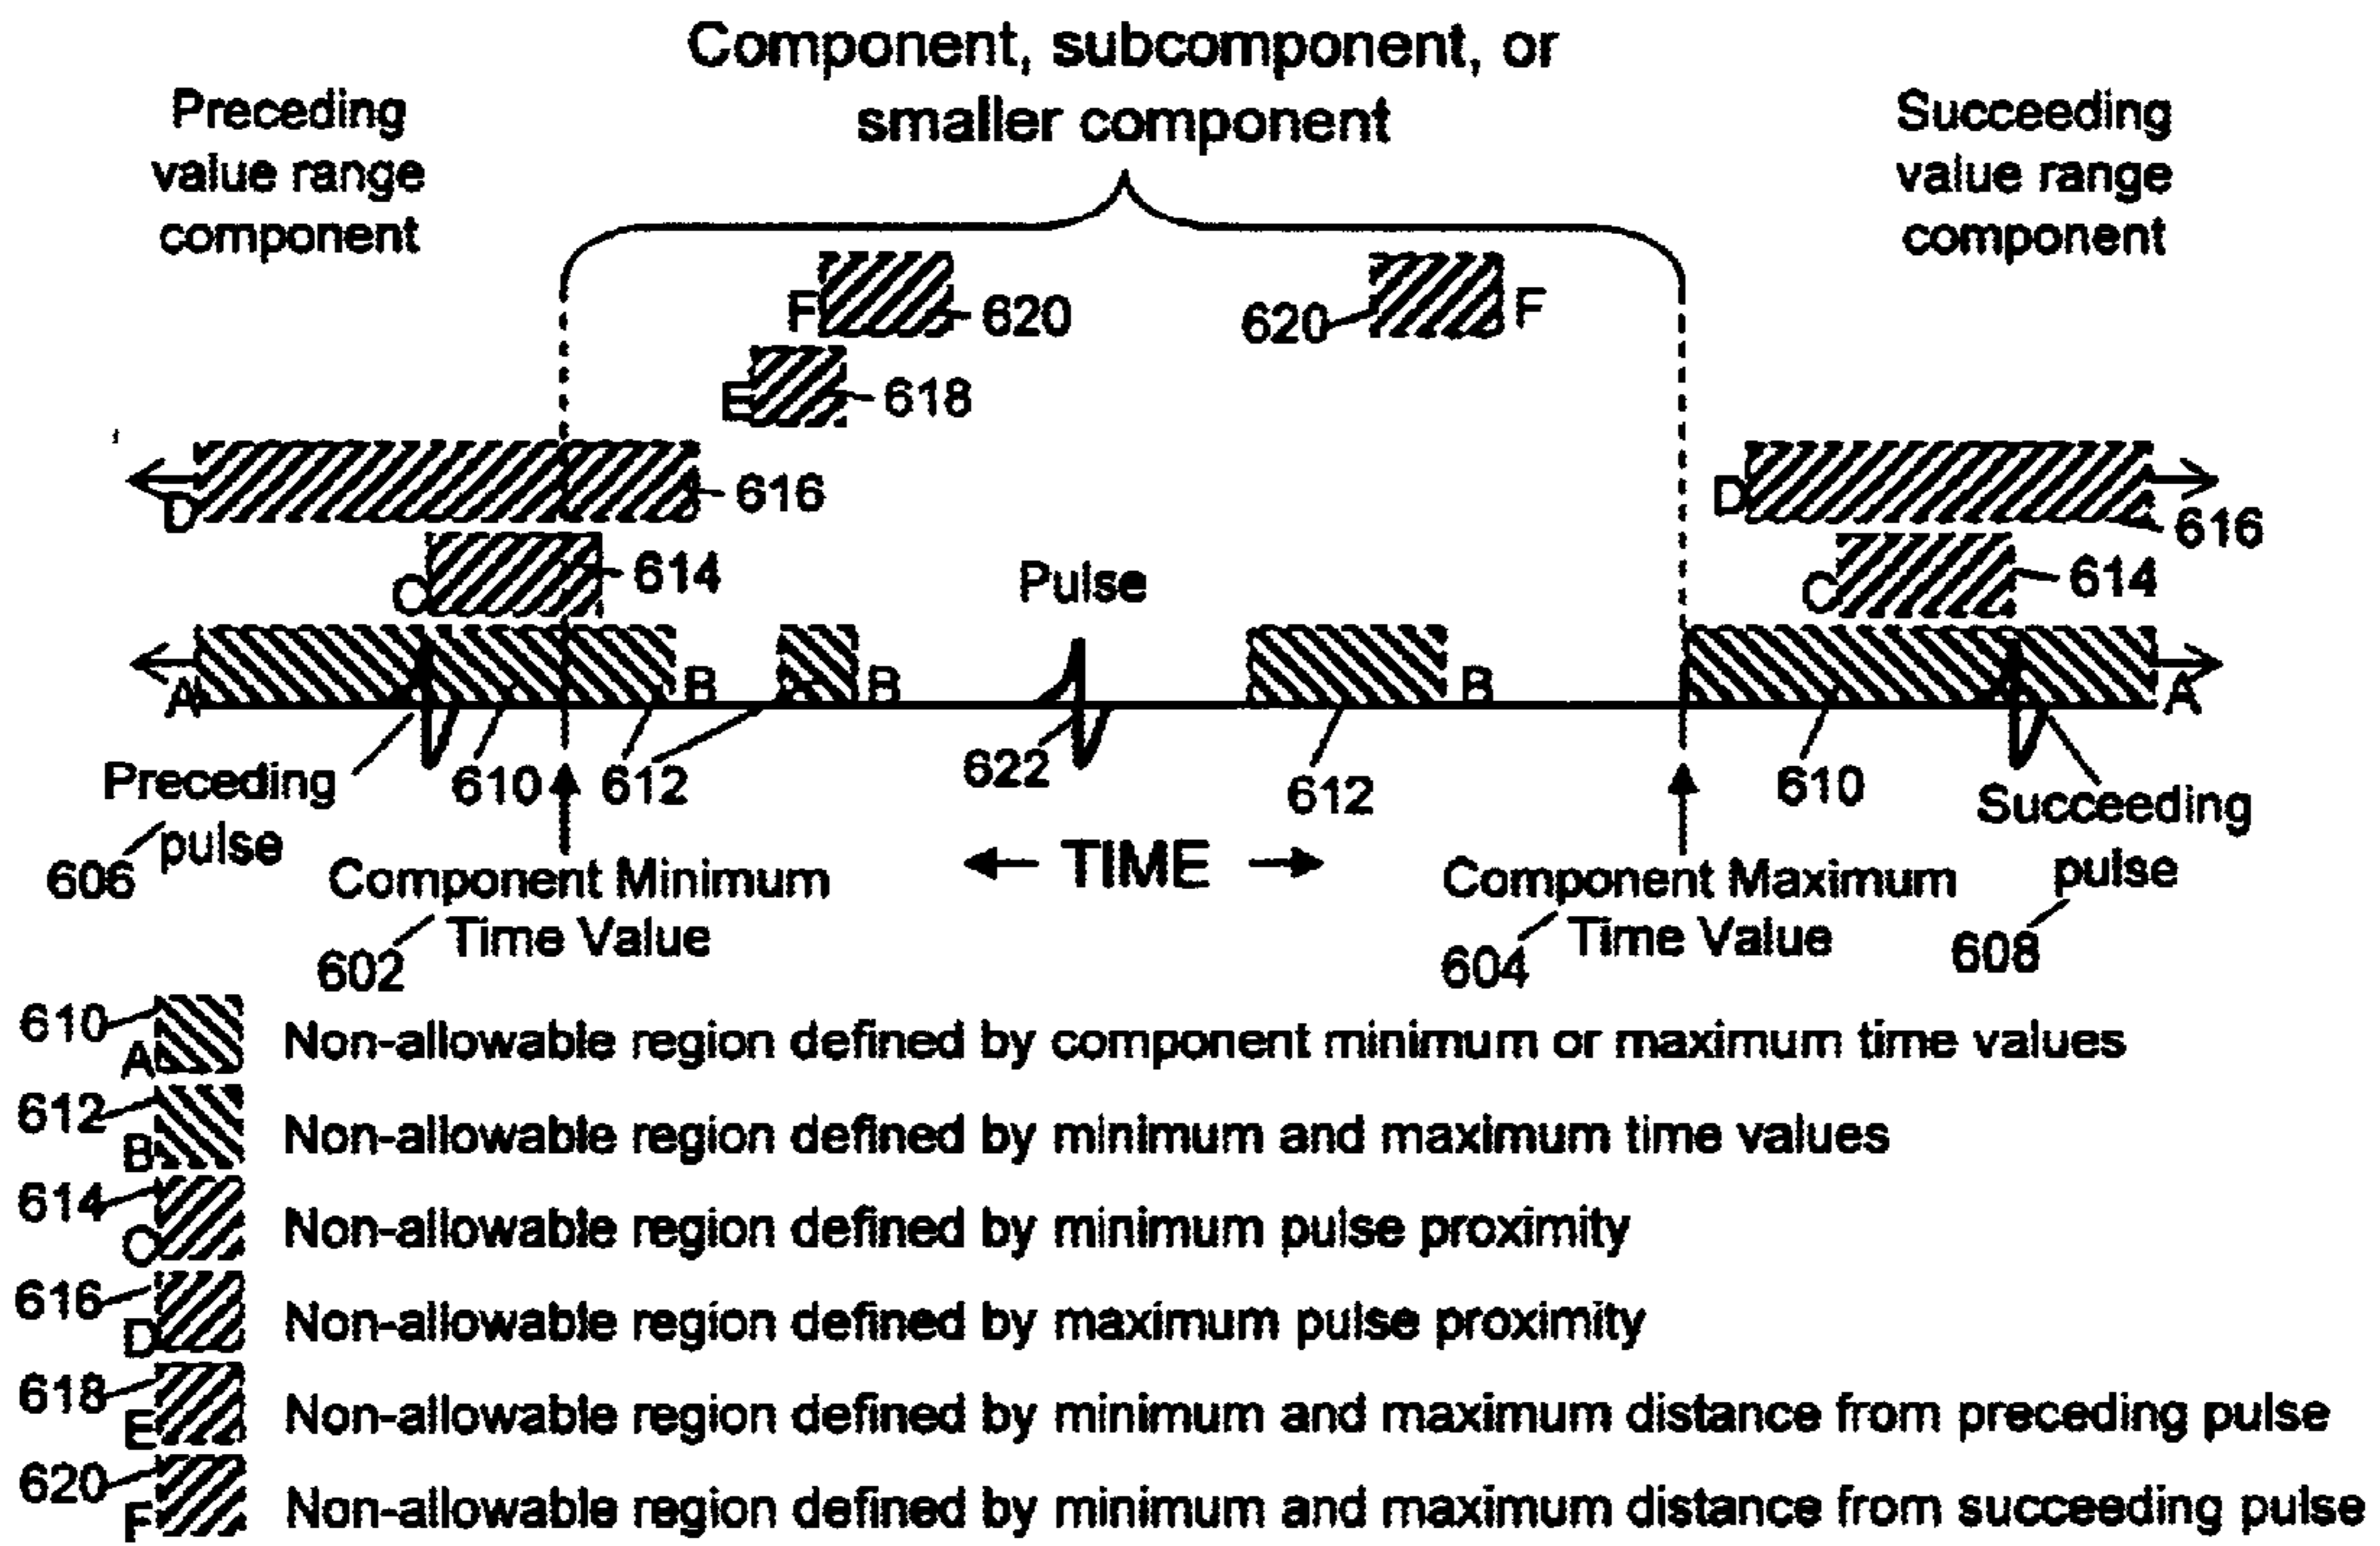 Component, subcomponent, or
smaller component
Preceding
value range
component
Succeeding
value range
component
F 620
620 F
E 618
D 616
D 616
C 614
C 614
Pulse
A B B B A
622
Preceding
pulse
606
610
612
612
610
Succeeding
pulse
608
Component Minimum
Time Value
602
TIME
Component Maximum
Time Value
604
610 A Non-allowable region defined by component minimum or maximum time values
612 B Non-allowable region defined by minimum and maximum time values
614 C Non-allowable region defined by minimum pulse proximity
616 D Non-allowable region defined by maximum pulse proximity
618 E Non-allowable region defined by minimum and maximum distance from preceding pulse
620 F Non-allowable region defined by minimum and maximum distance from succeeding pulse